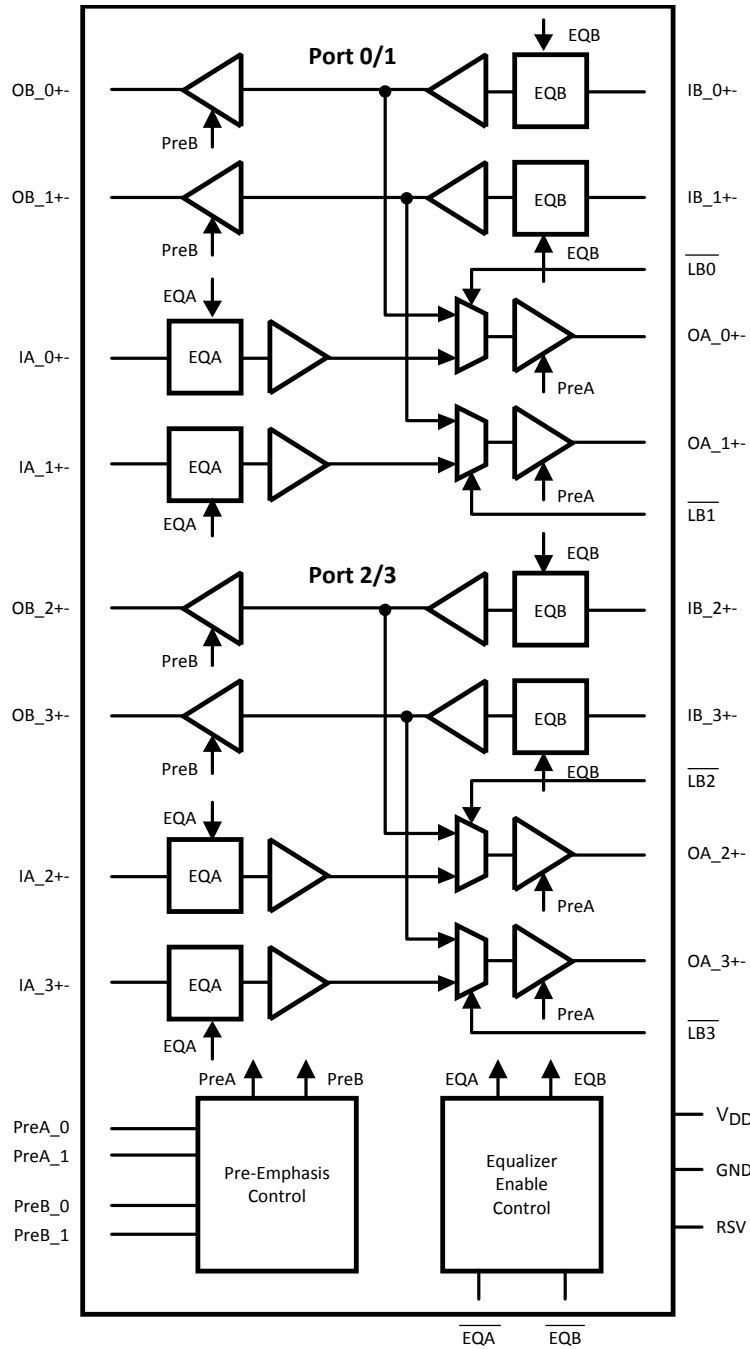 EQB
Port 0/1
OB_0+-
EQB
IB_0+-
PreB
OB_1+-
EQB
IB_1+-
PreB
EQB
LB0
EQA
IA_0+-
EQA
OA_0+-
PreA
IA_1+-
EQA
OA_1+-
PreA
EQA
LB1
EQB
Port 2/3
OB_2+-
EQB
IB_2+-
PreB
OB_3+-
EQB
IB_3+-
PreB
EQB
LB2
EQA
IA_2+-
EQA
OA_2+-
PreA
IA_3+-
EQA
OA_3+-
PreA
EQA
LB3
PreA
PreB
EQA
EQB
PreA_0
PreA_1
PreB_0
PreB_1
Pre-Emphasis
Control
Equalizer
Enable
Control
VDD
GND
RSV
EQA
EQB